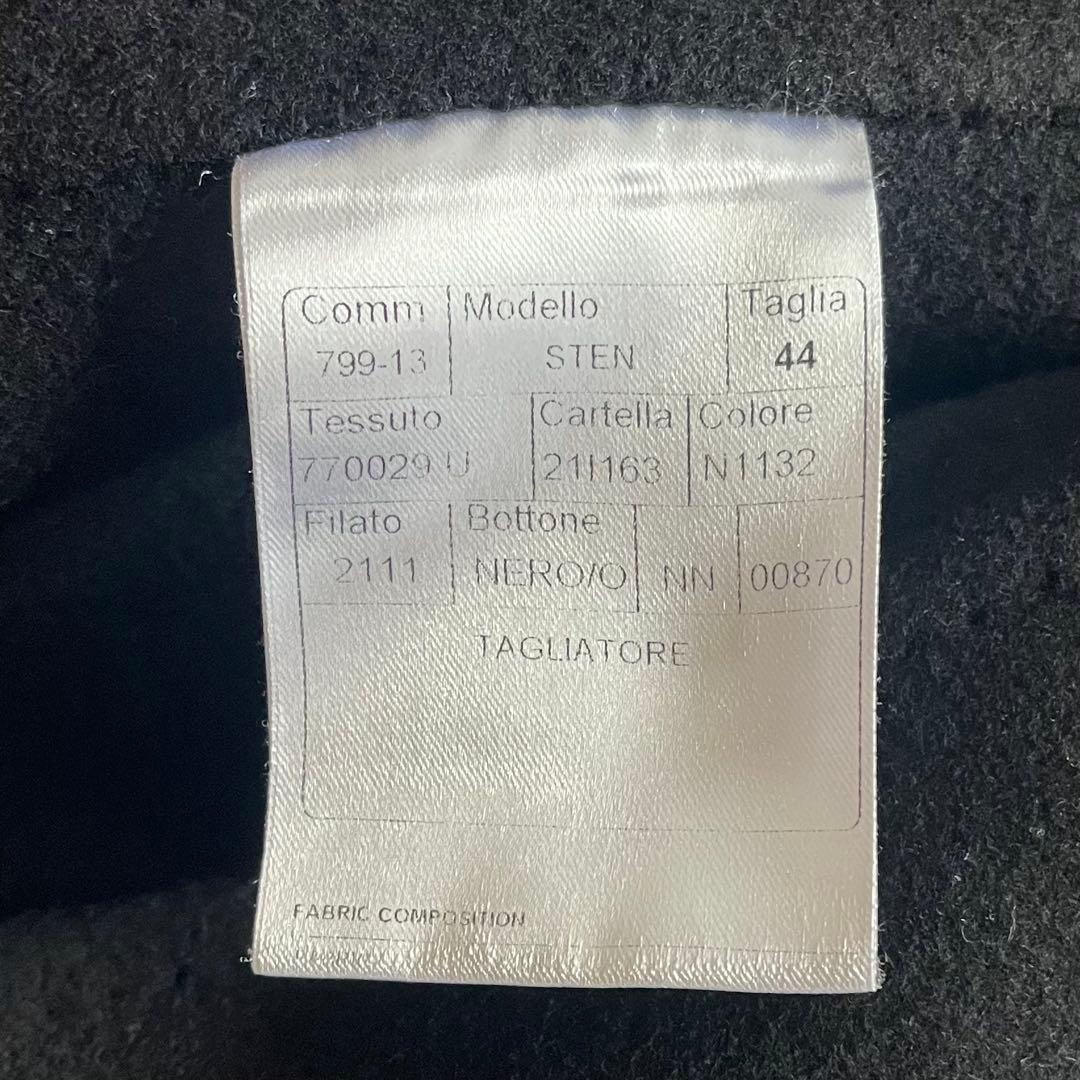 Comm Modello Taglia
799-13 STEN 44
Tessuto Cartella Colore
770029 U 21I163 N1132
Filato Bottone
2111 NERO/O NN 00870
TAGLIATORE
FABRIC COMPOSITION